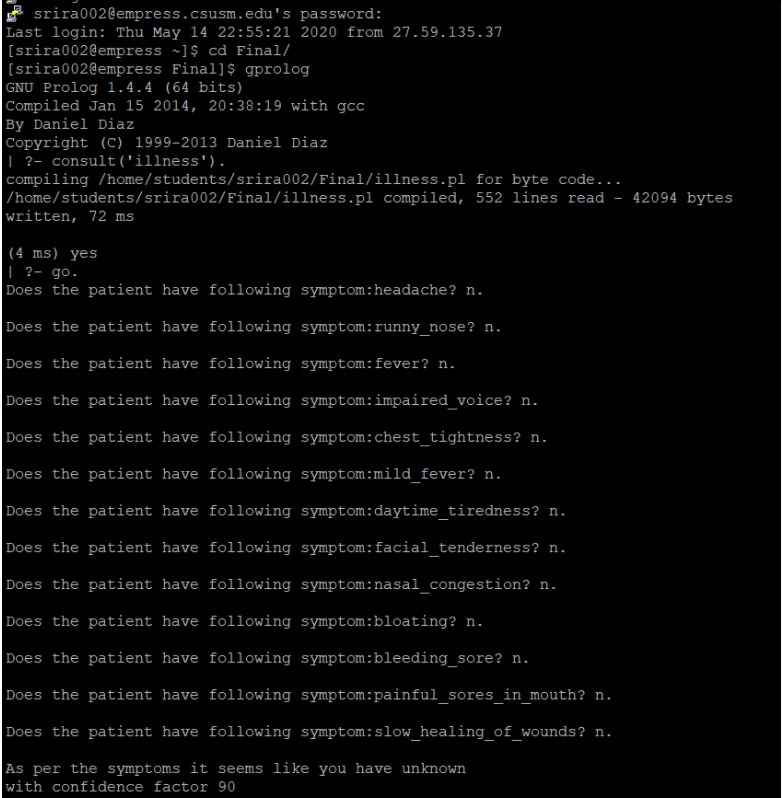 srira002@empress.csusm.edu's password:
Last login: Thu May 14 22:55:21 2020 from 27.59.135.37
[srira002@empress ~]$ cd Final/
[srira002@empress Final]$ gprolog
GNU Prolog 1.4.4 (64 bits)
Compiled Jan 15 2014, 20:38:19 with gcc
By Daniel Diaz
Copyright (C) 1999-2013 Daniel Diaz
| ?- consult('illness').
compiling /home/students/srira002/Final/illness.pl for byte code...
/home/students/srira002/Final/illness.pl compiled, 552 lines read - 42094 bytes
written, 72 ms
(4 ms) yes
| ?- go.
Does the patient have following symptom:headache? n.
Does the patient have following symptom:runny_nose? n.
Does the patient have following symptom:fever? n.
Does the patient have following symptom:impaired_voice? n.
Does the patient have following symptom:chest_tightness? n.
Does the patient have following symptom:mild_fever? n.
Does the patient have following symptom:daytime_tiredness? n.
Does the patient have following symptom:facial_tenderness? n.
Does the patient have following symptom:nasal_congestion? n.
Does the patient have following symptom:bloating? n.
Does the patient have following symptom:bleeding_sore? n.
Does the patient have following symptom:painful_sores_in_mouth? n.
Does the patient have following symptom:slow_healing_of_wounds? n.
As per the symptoms it seems like you have unknown
with confidence factor 90